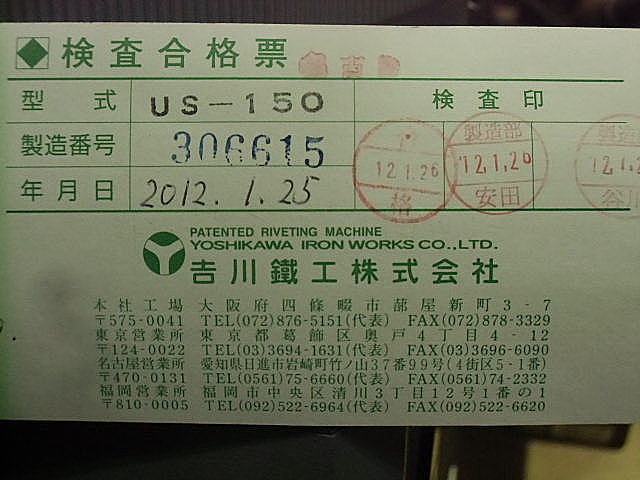 検査合格票
型式 US-150 検査印
製造番号 306615
年月日 2012.1.25
12.1.26
格
製造部
12.1.26
安田
製造
12.1.2
谷川
PATENTED RIVETING MACHINE
YOSHIKAWA IRON WORKS CO.,LTD.
吉川鐵工株式会社
本社工場 大阪府四條畷市蔀屋新町3-7
〒575-0041 TEL(072)876-5151(代表) FAX(072)878-3329
東京営業所 東京都葛飾区奥戸4丁目4-12
〒124-0022 TEL(03)3694-1631(代表) FAX(03)3696-6090
名古屋営業所 愛知県日進市岩崎町竹ノ山37番99号(4街区5-1番)
〒470-0131 TEL(0561)75-6660(代表) FAX(0561)74-2332
福岡営業所 福岡市中央区清川3丁目12号1番の1
〒810-0005 TEL(092)522-6964(代表) FAX(092)522-6620